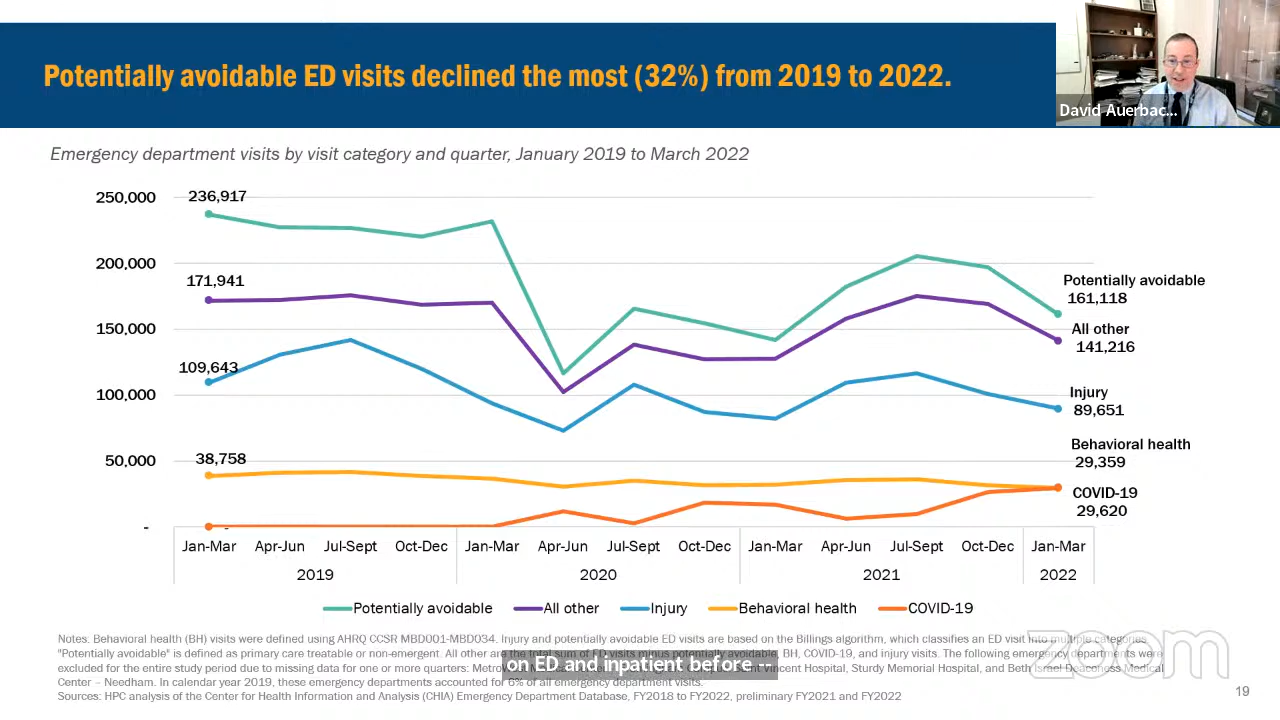 Potentially avoidable ED visits declined the most (32%) from 2019 to 2022.
David Auerbac...
Emergency department visits by visit category and quarter, January 2019 to March 2022
250,000
200,000
150,000
100,000
50,000
-
236,917
171,941
109,643
38,758
-
Potentially avoidable
161,118
All other
141,216
Injury
89,651
Behavioral health
29,359
COVID-19
29,620
Jan-Mar Apr-Jun Jul-Sept Oct-Dec Jan-Mar Apr-Jun Jul-Sept Oct-Dec Jan-Mar Apr-Jun Jul-Sept Oct-Dec Jan-Mar
2019 2020 2021 2022
Potentially avoidable All other Injury Behavioral health COVID-19
Notes: Behavioral health (BH) visits were defined using AHRQ CCSR MBD001-MBD034. Injury and potentially avoidable ED visits are based on the Billings algorithm, which classifies an ED visit into multiple categories.
"Potentially avoidable" is defined as primary care treatable or non-emergent. All other are the total sum of ED visits minus potentially avoidable, BH, COVID-19, and injury visits. The following emergency departments were
excluded for the entire study period due to missing data for one or more quarters: Vincent Hospital, Sturdy Memorial Hospital, and Beth Israel Deaconess Medical
Center – Needham. In calendar year 2019, these emergency departments accounted for 6% of all emergency department visits.
Sources: HPC analysis of the Center for Health Information and Analysis (CHIA) Emergency Department Database, FY2018 to FY2022, preliminary FY2021 and FY2022
on ED and inpatient before --
zoom
19